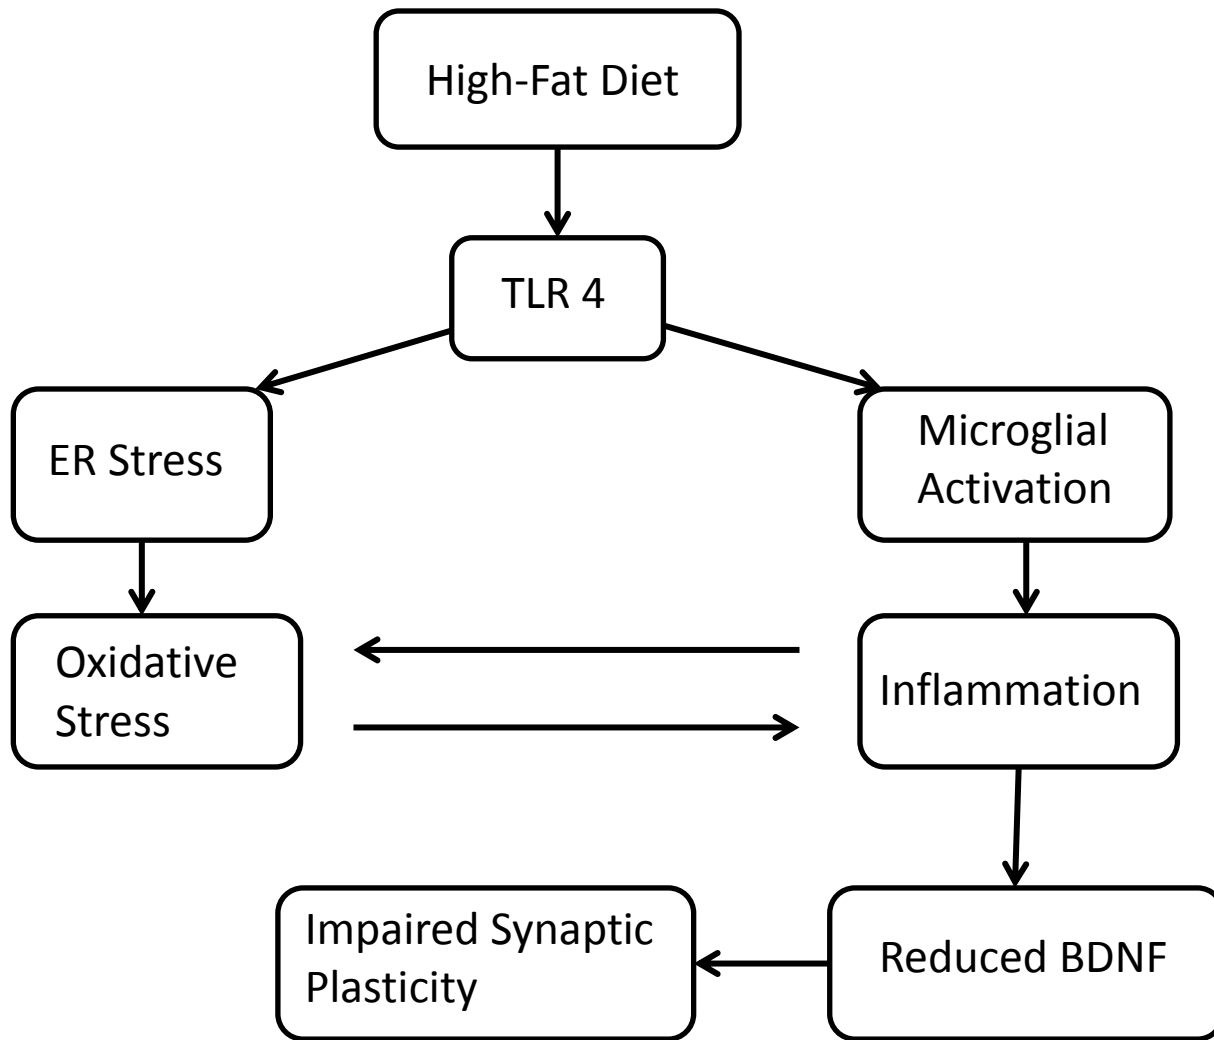 High-Fat Diet
TLR 4
ER Stress
Microglial
Activation
Oxidative
Stress
Inflammation
Impaired Synaptic
Plasticity
Reduced BDNF